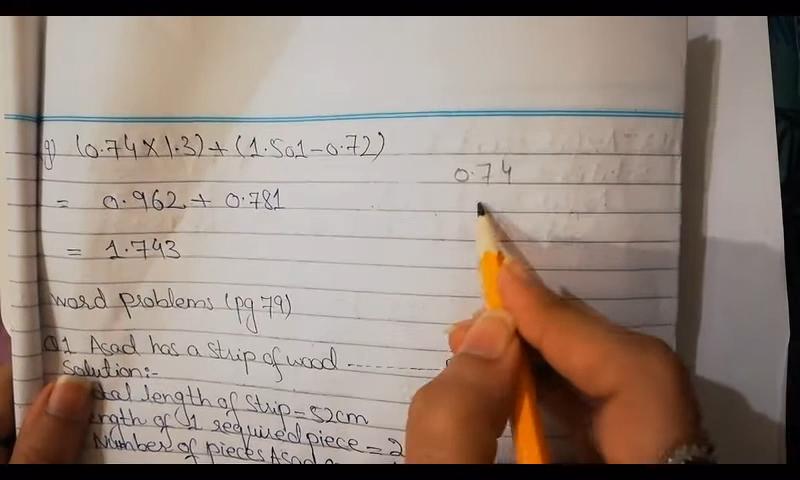 g) (0.74 × 1.3) + (1.501 - 0.72)
0.74
= 0.962 + 0.781
= 1.743
Word problems (pg 79)
Q1 Asad has a strip of wood
Solution:-
length of strip = 52cm
of 1 required piece = 2
Number of pieces Asad